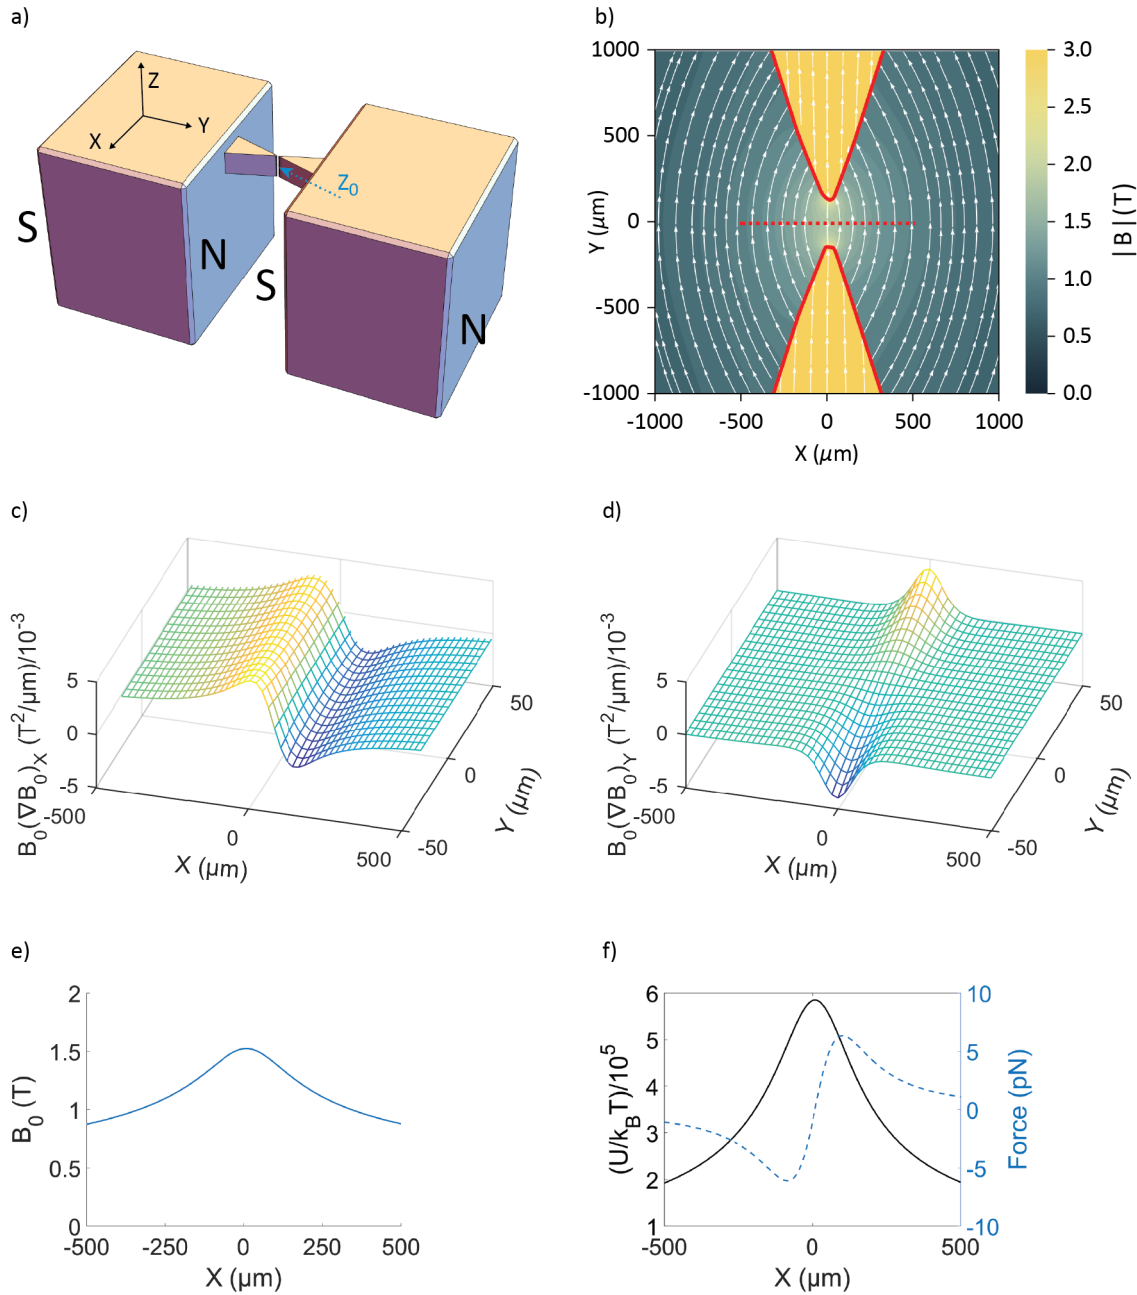 a)
Z
X
Y
Z₀
S
N
S
N
b)
1000
500
0
-500
-1000
Y (µm)
-1000
-500
0
500
1000
X (µm)
3.0
2.5
2.0
1.5
1.0
0.5
0.0
|B|(T)
c)
B₀(∇B₀)X (T²/µm)/10⁻³
5
0
-5
-500
0
500
X (µm)
50
0
-50
Y (µm)
d)
B₀(∇B₀)Y (T²/µm)/10⁻³
5
0
-5
-500
0
500
X (µm)
50
0
-50
Y (µm)
e)
B₀ (T)
2
1.5
1
0.5
0
-500
-250
0
250
500
X (µm)
f)
(U/kBT)/10⁵
6
5
4
3
2
1
10
5
0
-5
-10
Force (pN)
-500
0
500
X (µm)